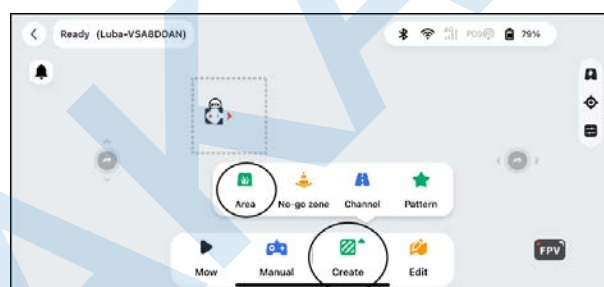 Ready (Luba-VSA8DDAN)
79%
Area No-go zone Channel Pattern
Mow Manual Create Edit
FPV